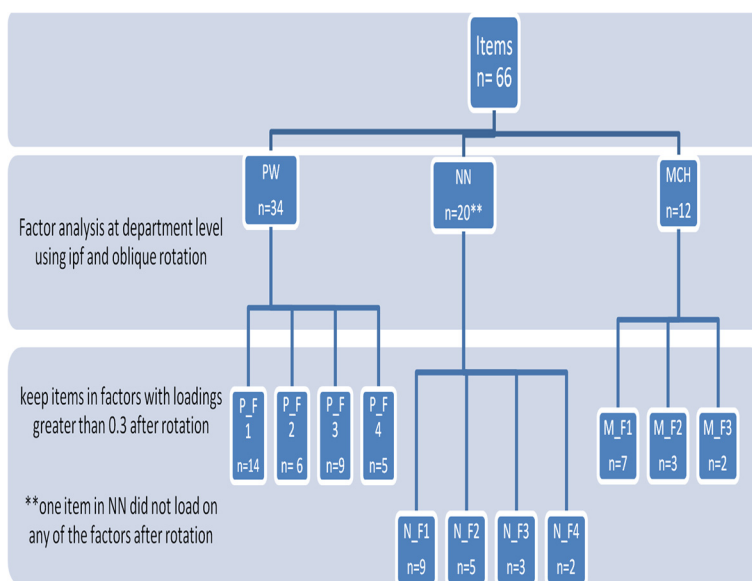 Items
n= 66
PW
n=34
NN
n=20**
MCH
n=12
Factor analysis at department level
using ipf and oblique rotation
keep items in factors with loadings
greater than 0.3 after rotation
P_F
1
n=14
P_F
2
n= 6
P_F
3
n=9
P_F
4
n=5
M_F1
n=7
M_F2
n=3
M_F3
n=2
**one item in NN did not load on
any of the factors after rotation
N_F1
n=9
N_F2
n=5
N_F3
n=3
N_F4
n=2